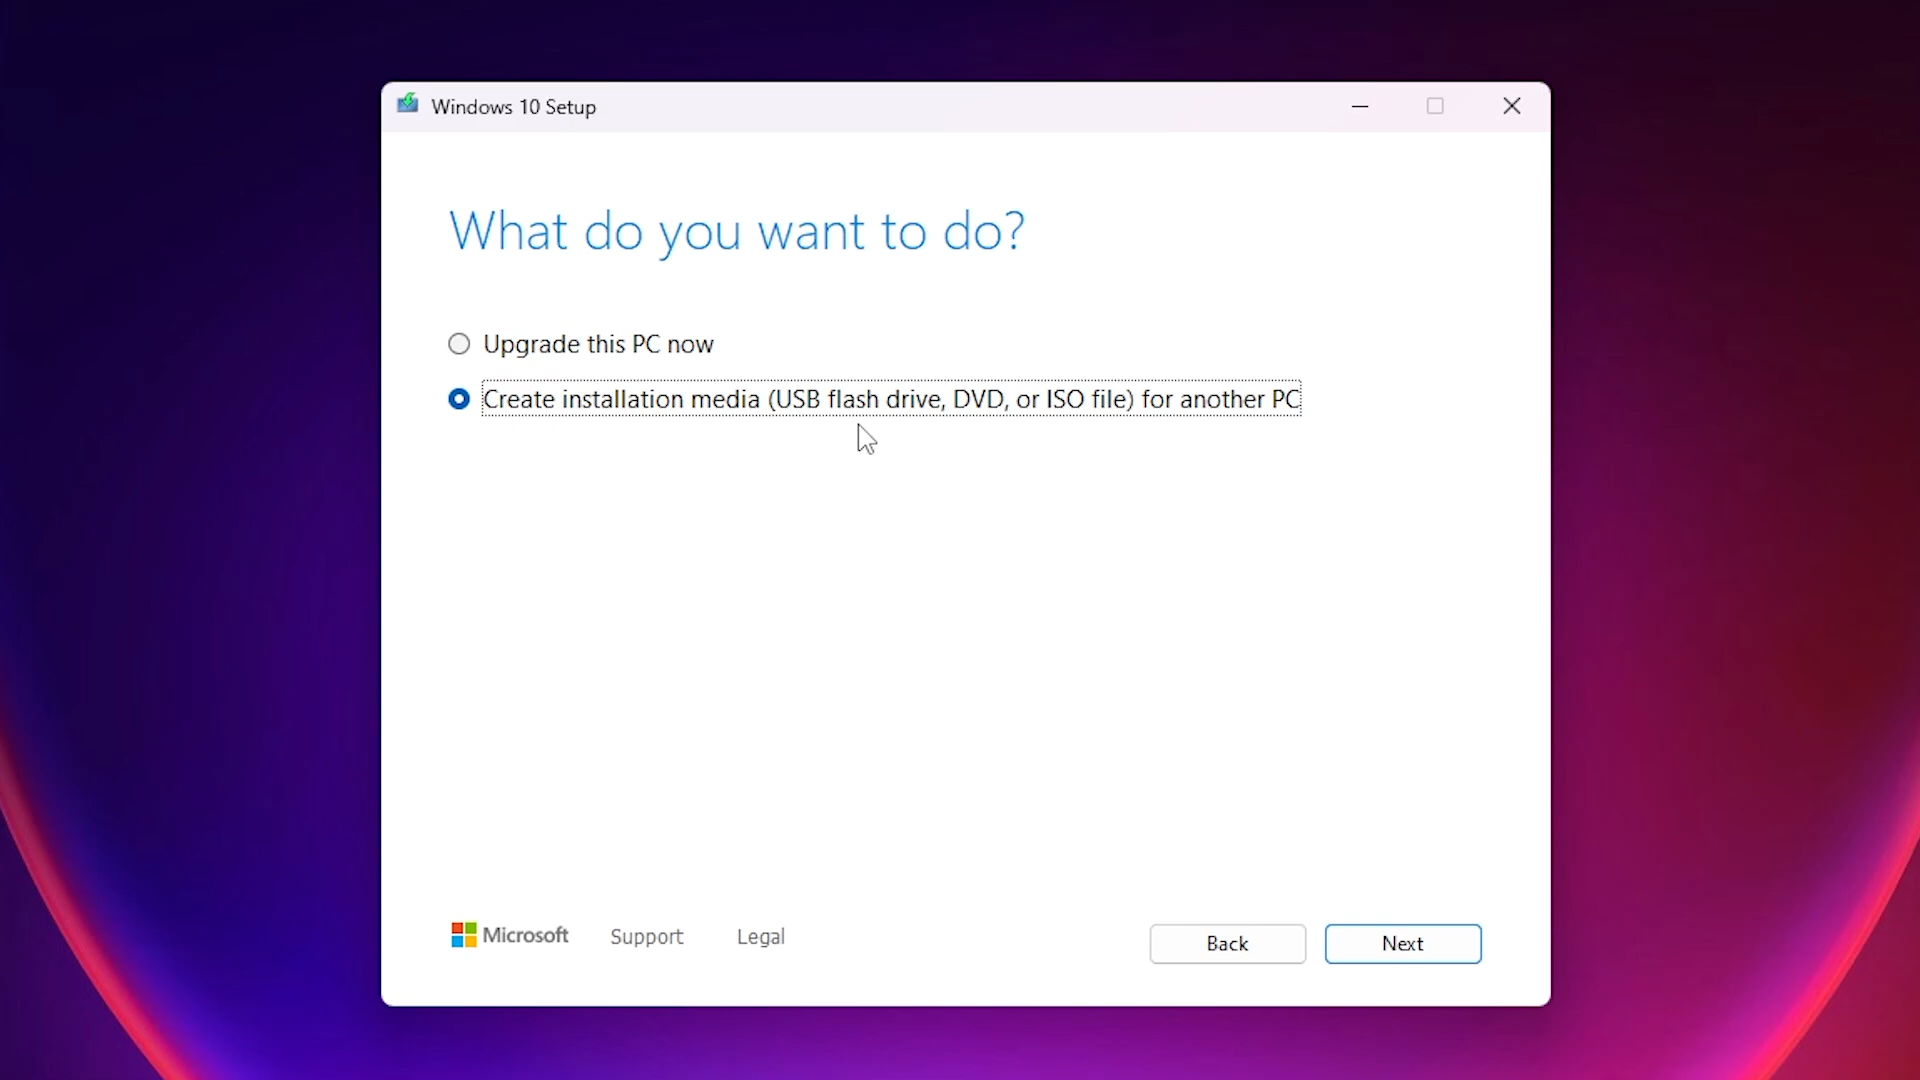 Windows 10 Setup
What do you want to do?
Upgrade this PC now
Create installation media (USB flash drive, DVD, or ISO file) for another PC
Microsoft Support Legal Back Next